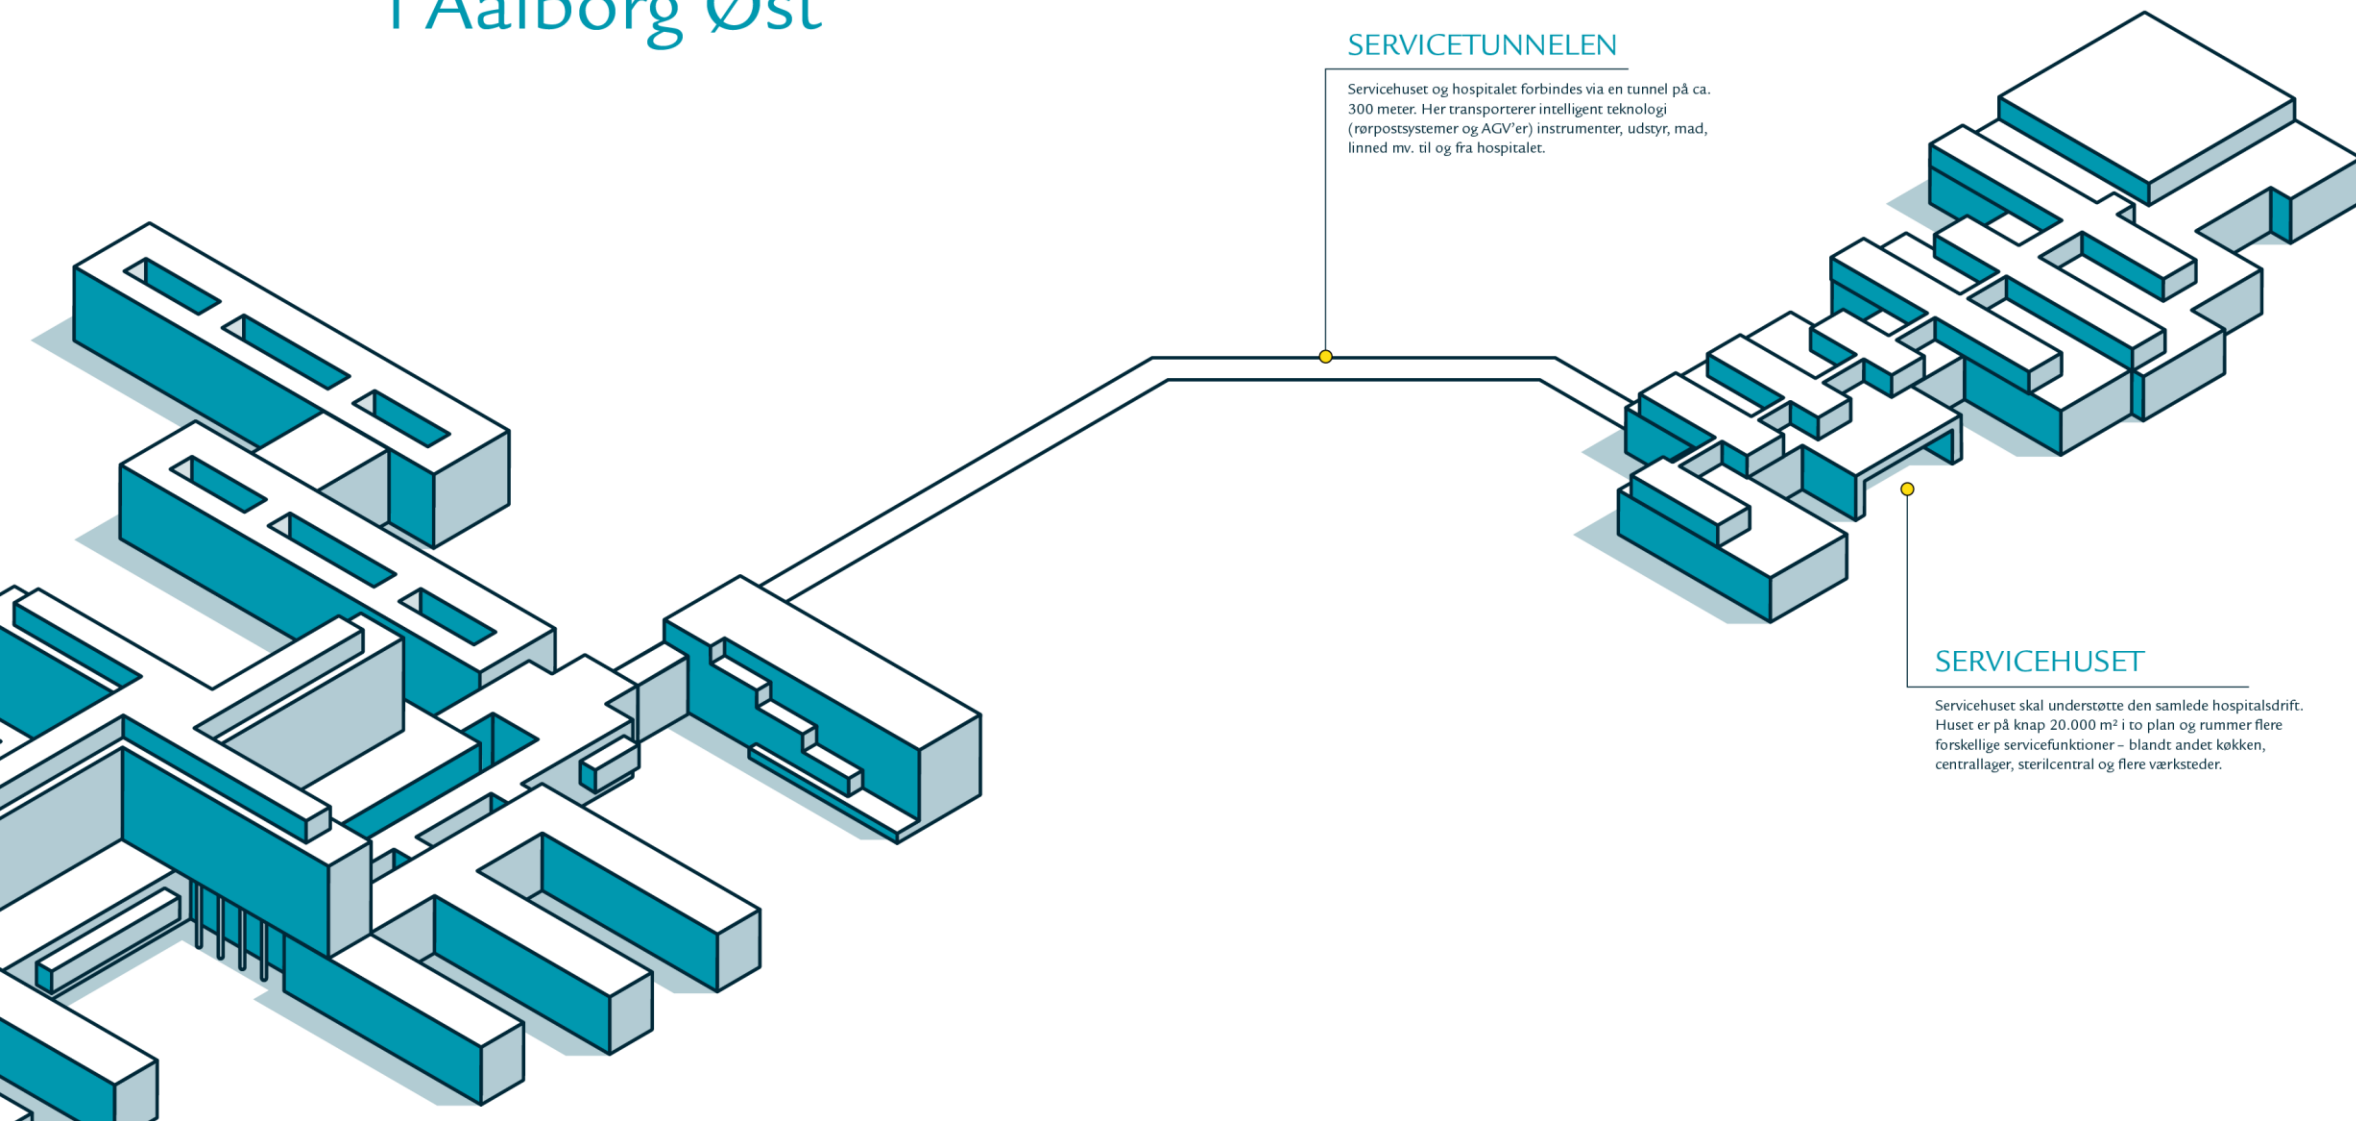 i Aalborg Øst
SERVICETUNNELEN
Servicehuset og hospitalet forbindes via en tunnel på ca.
300 meter. Her transporterer intelligent teknologi
(rørpostsystemer og AGV’er) instrumenter, udstyr, mad,
linned mv. til og fra hospitalet.
SERVICEHUSET
Servicehuset skal understøtte den samlede hospitalsdrift.
Huset er på knap 20.000 m² i to plan og rummer flere
forskellige servicefunktioner – blandt andet køkken,
centrallager, sterilcentral og flere værksteder.